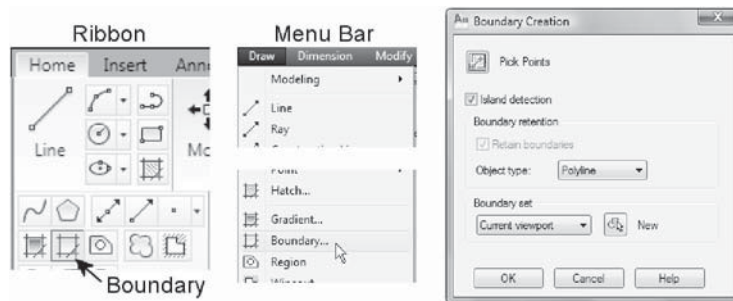 Ribbon
Home Insert
Line
Boundary
Menu Bar
Draw Dimension Modify
Modeling
Line
Ray
Hatch...
Gradient...
Boundary...
Region
Boundary Creation
Pick Points
Island detection
Boundary retention
Retain boundaries
Object type: Polyline
Boundary set
Current viewport New
OK Cancel Help